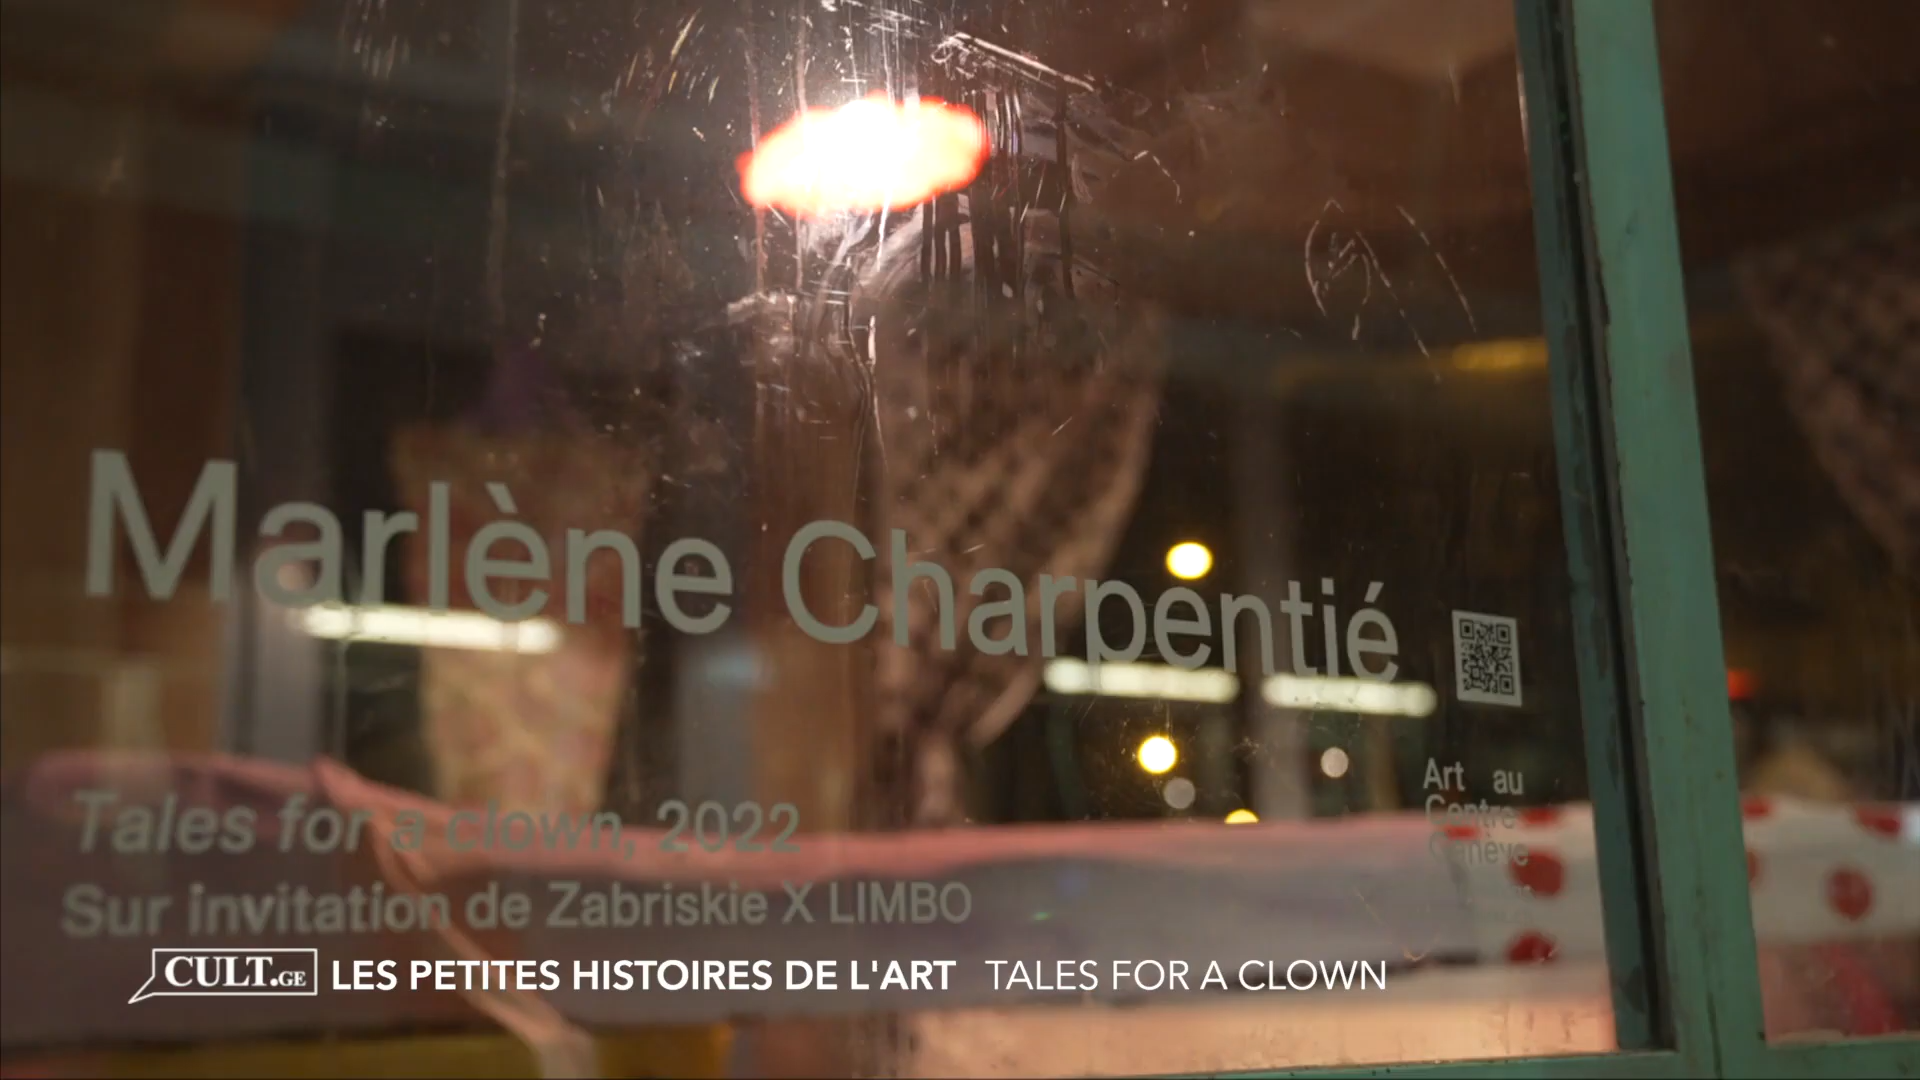 Marlène Charpentié
Art au
Centre
Genève
Tales for a clown, 2022
Sur invitation de Zabriskie X LIMBO
CULT.GE LES PETITES HISTOIRES DE L'ART TALES FOR A CLOWN